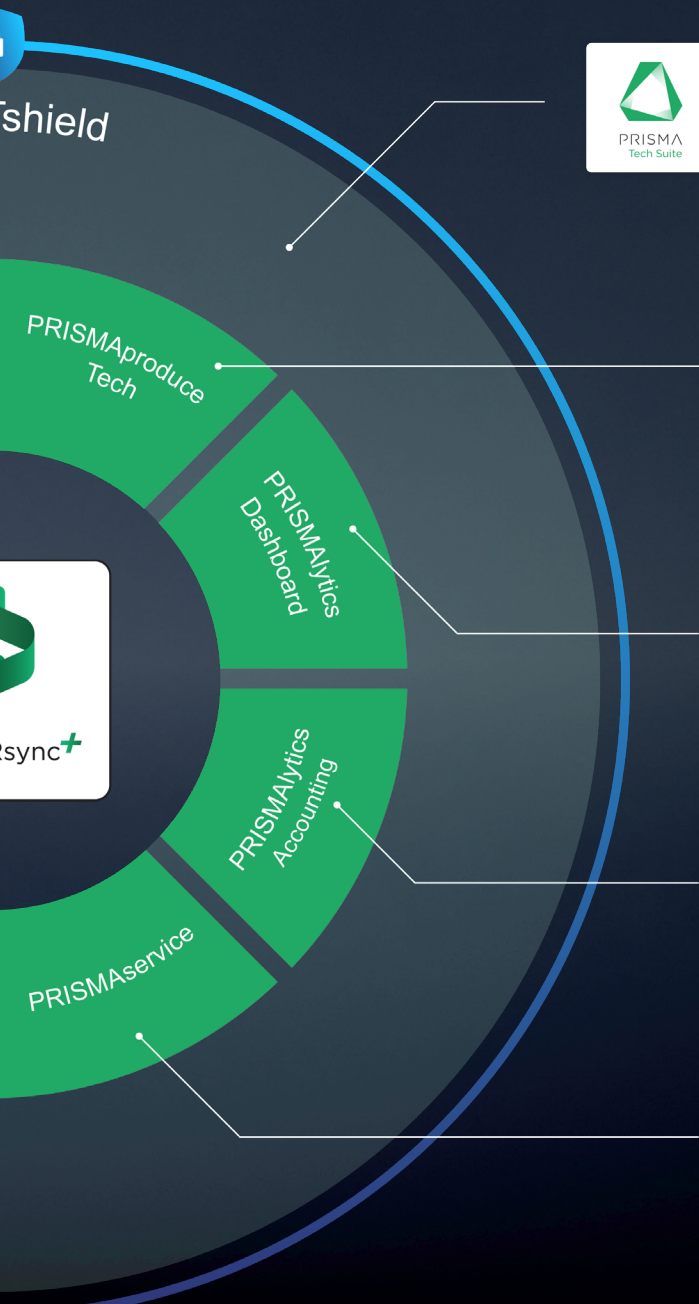 shield
PRISMA
Tech Suite
PRISMAproduce
Tech
PRISMAlytics
Dashboard
sync+
PRISMAlytics
Accounting
PRISMAservice